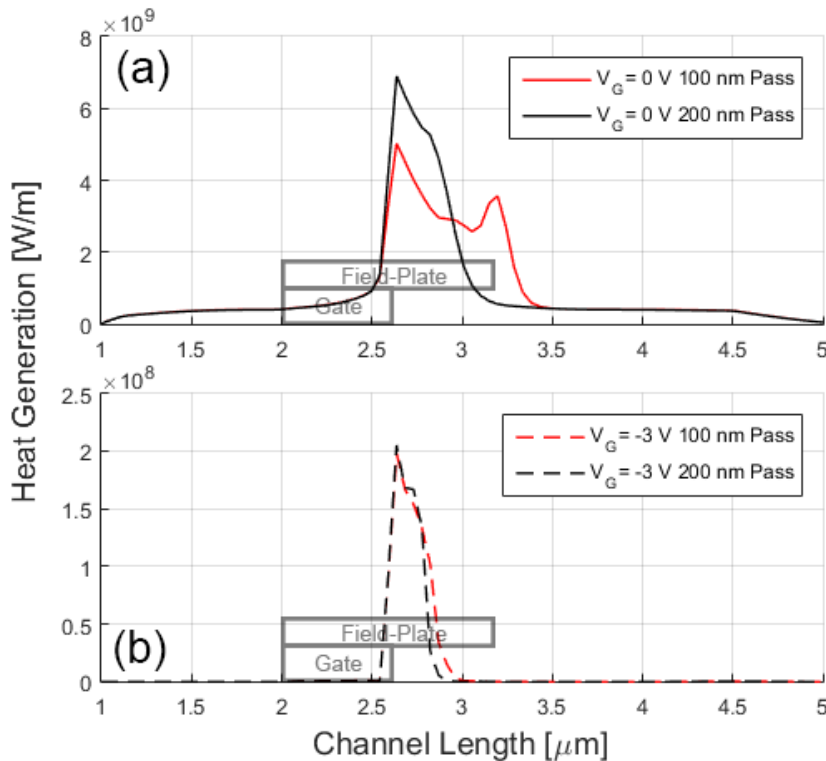 ×10⁹
(a)
V_G = 0 V 100 nm Pass
V_G = 0 V 200 nm Pass
8
6
4
2
0
Field-Plate
Gate
1 1.5 2 2.5 3 3.5 4 4.5 5
Heat Generation [W/m]
×10⁸
V_G = -3 V 100 nm Pass
V_G = -3 V 200 nm Pass
2.5
2
1.5
1
0.5
0
Field-Plate
(b)
Gate
1 1.5 2 2.5 3 3.5 4 4.5 5
Channel Length [μm]